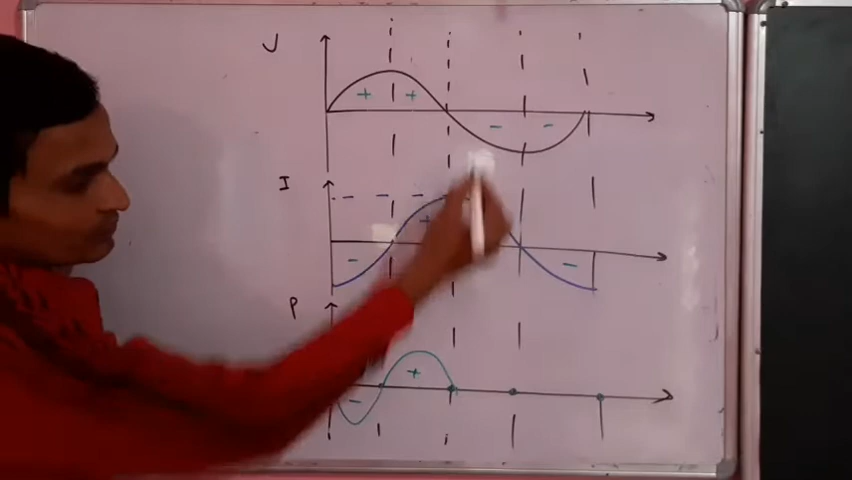 V
+ + - -
I
- + -
P
- +